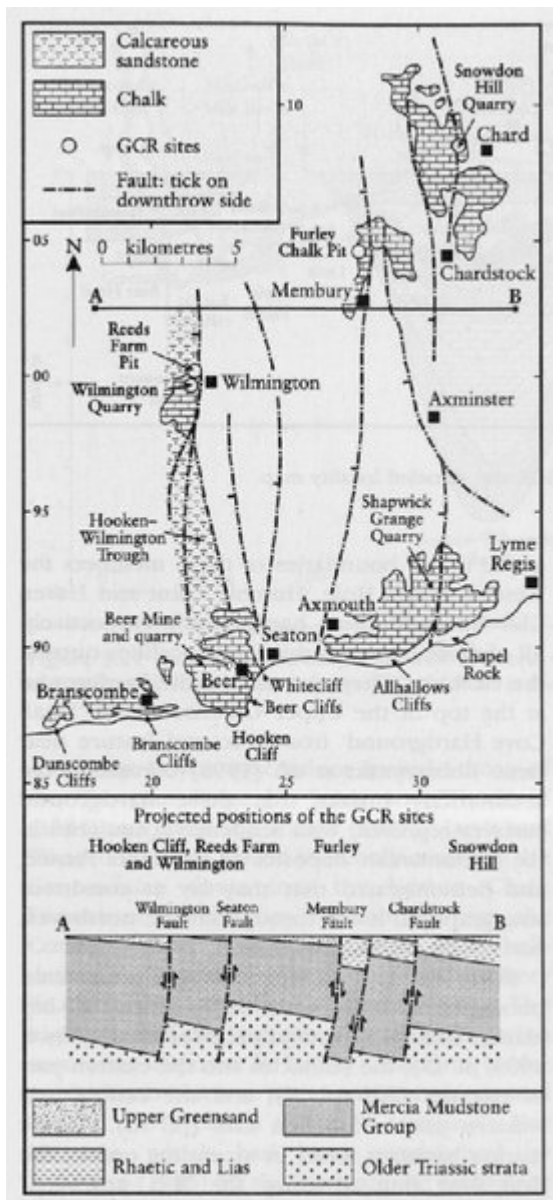 Calcareous
sandstone
Chalk
GCR sites
Fault: tick on
downthrow side
10
Snowdon
Hill
Quarry
Chard
05
N
0 kilometres 5
Furley
Chalk Pit
Chardstock
A
Membury
B
Reeds
Farm
Pit
00
Wilmington
Wilmington
Quarry
Axminster
95
Hooken–
Wilmington
Trough
Shapwick
Grange
Quarry
Lyme
Regis
Beer Mine
and quarry
Axmouth
Seaton
90
Branscombe
Beer
Whitecliff
Beer Cliffs
Allhallows
Cliffs
Chapel
Rock
Hooken
Cliff
Branscombe
Cliffs
Dunscombe
85 Cliffs
20
25
30
Projected positions of the GCR sites
Hooken Cliff, Reeds Farm
and Wilmington
Furley
Snowdon
Hill
A
Wilmington
Fault
Seaton
Fault
Membury
Fault
Chardstock
Fault
B
Upper Greensand
Mercia Mudstone
Group
Rhaetic and Lias
Older Triassic strata